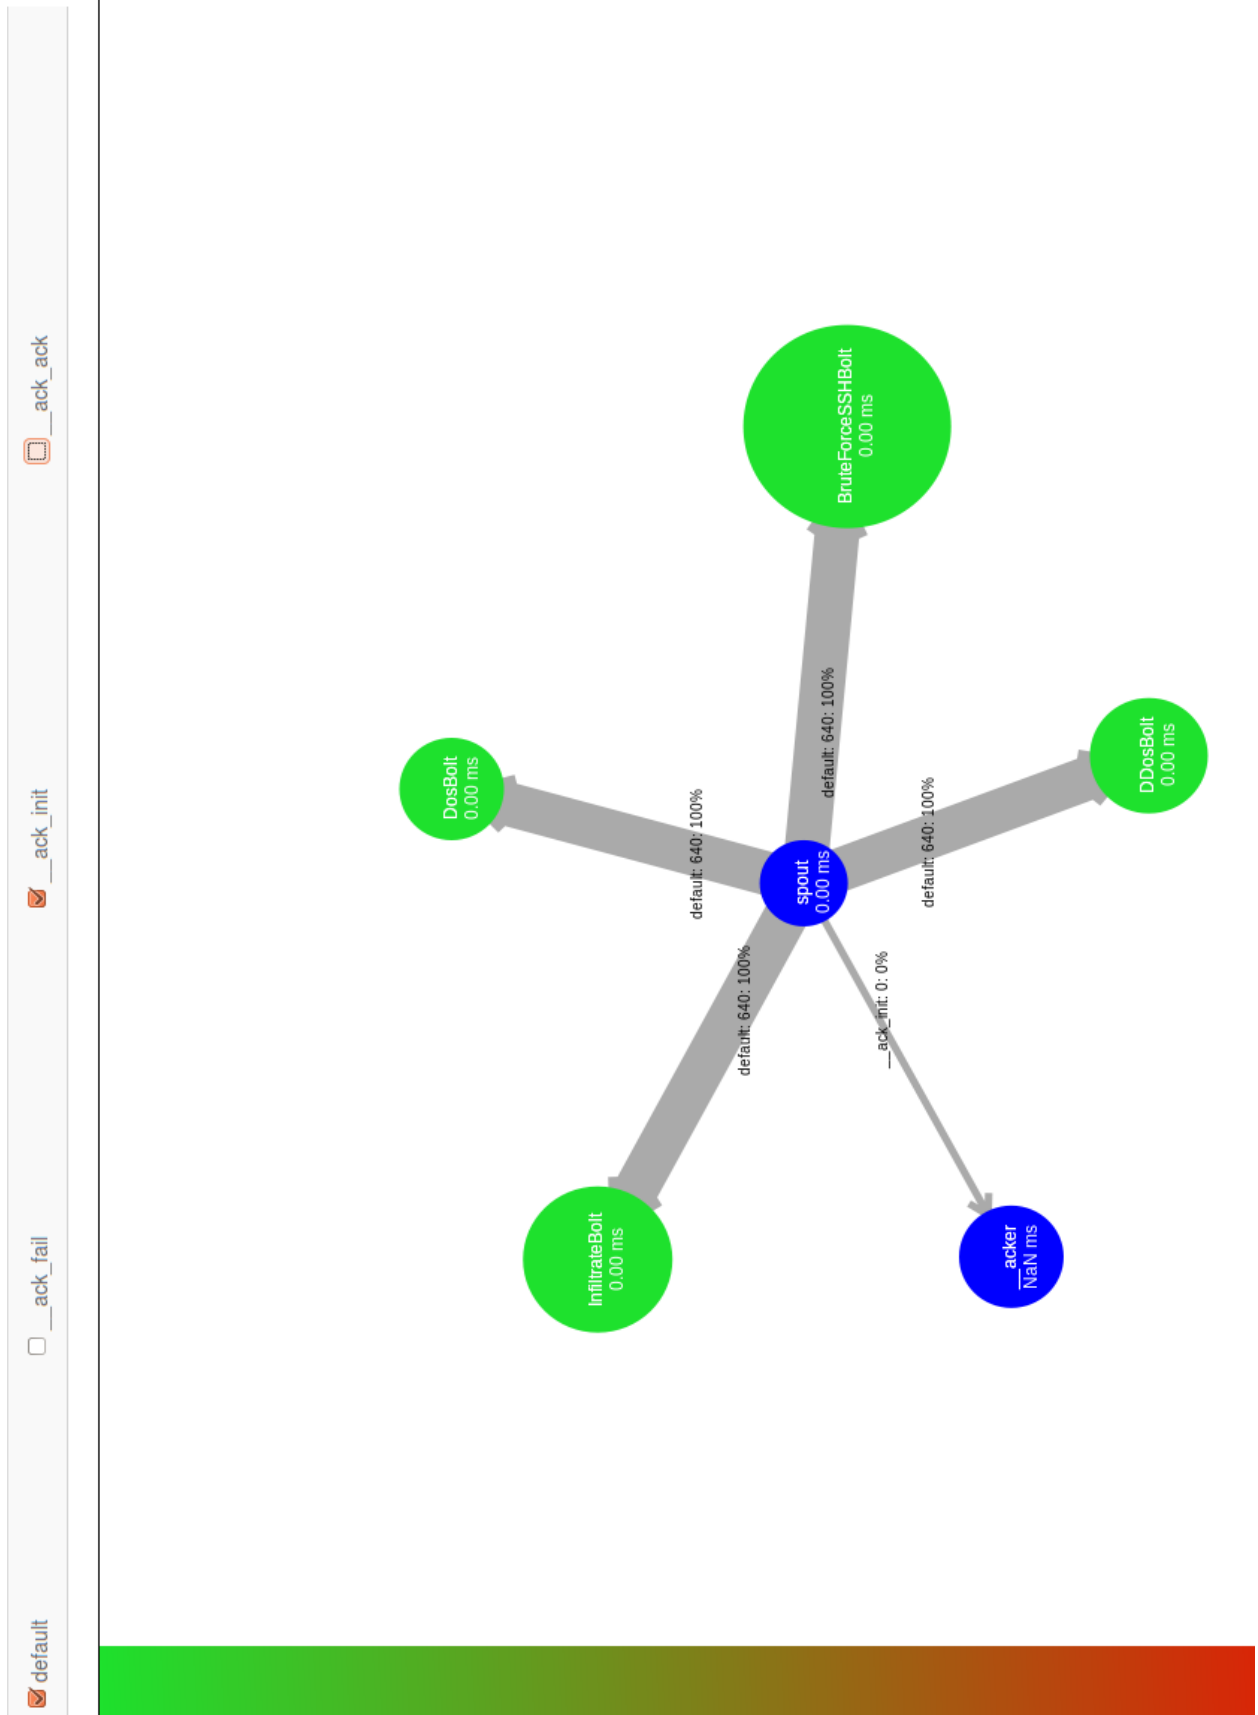 default
__ack_fail
__ack_init
__ack_ack
InfiltrateBolt
0.00 ms
DosBolt
0.00 ms
default: 640: 100%
default: 640: 100%
spout
0.00 ms
default: 640: 100%
BruteForceSSHBolt
0.00 ms
__ack_init: 0: 0%
default: 640: 100%
__acker
NaN ms
DDosBolt
0.00 ms